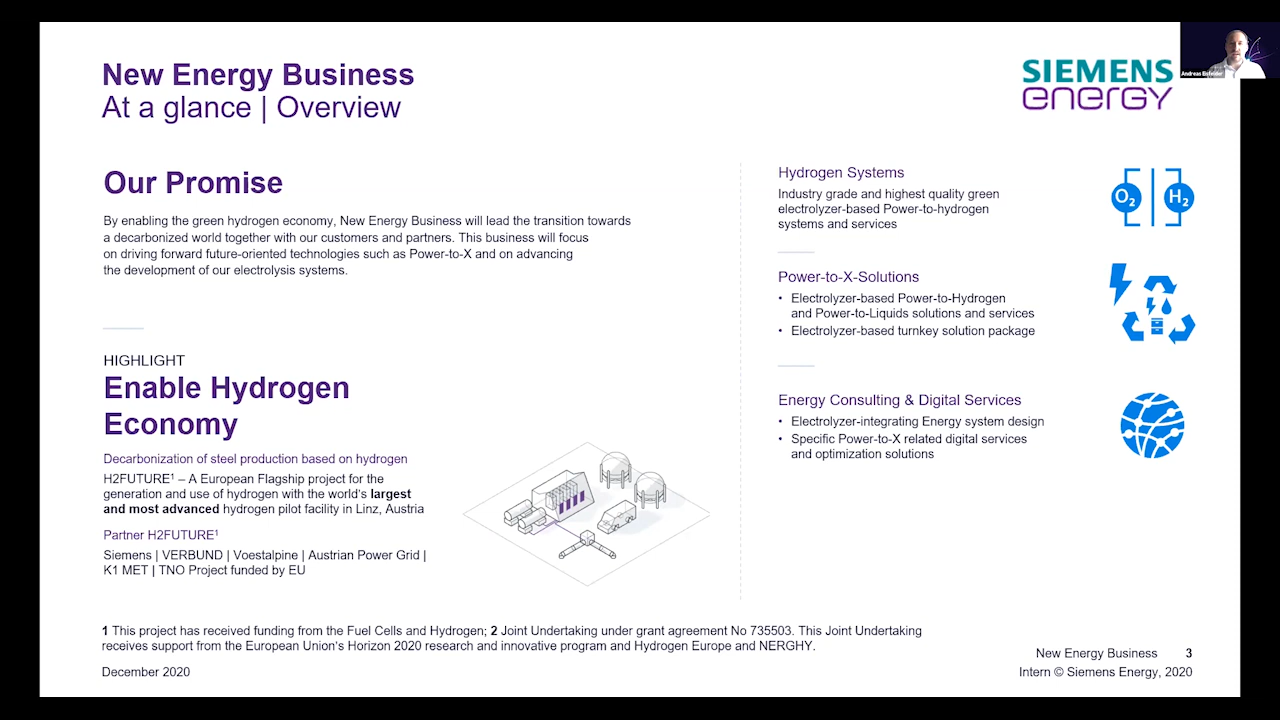 New Energy Business
At a glance | Overview
SIEMENS
energy
Andreas
Our Promise
By enabling the green hydrogen economy, New Energy Business will lead the transition towards
a decarbonized world together with our customers and partners. This business will focus
on driving forward future-oriented technologies such as Power-to-X and on advancing
the development of our electrolysis systems.
HIGHLIGHT
Enable Hydrogen
Economy
Decarbonization of steel production based on hydrogen
H2FUTURE¹ – A European Flagship project for the
generation and use of hydrogen with the world's largest
and most advanced hydrogen pilot facility in Linz, Austria
Partner H2FUTURE¹
Siemens | VERBUND | Voestalpine | Austrian Power Grid |
K1 MET | TNO Project funded by EU
Hydrogen Systems
Industry grade and highest quality green
electrolyzer-based Power-to-hydrogen
systems and services
O₂ H₂
Power-to-X-Solutions
• Electrolyzer-based Power-to-Hydrogen
and Power-to-Liquids solutions and services
• Electrolyzer-based turnkey solution package
Energy Consulting & Digital Services
• Electrolyzer-integrating Energy system design
• Specific Power-to-X related digital services
and optimization solutions
1 This project has received funding from the Fuel Cells and Hydrogen; 2 Joint Undertaking under grant agreement No 735503. This Joint Undertaking
receives support from the European Union's Horizon 2020 research and innovative program and Hydrogen Europe and NERGHY.
December 2020
New Energy Business 3
Intern © Siemens Energy, 2020